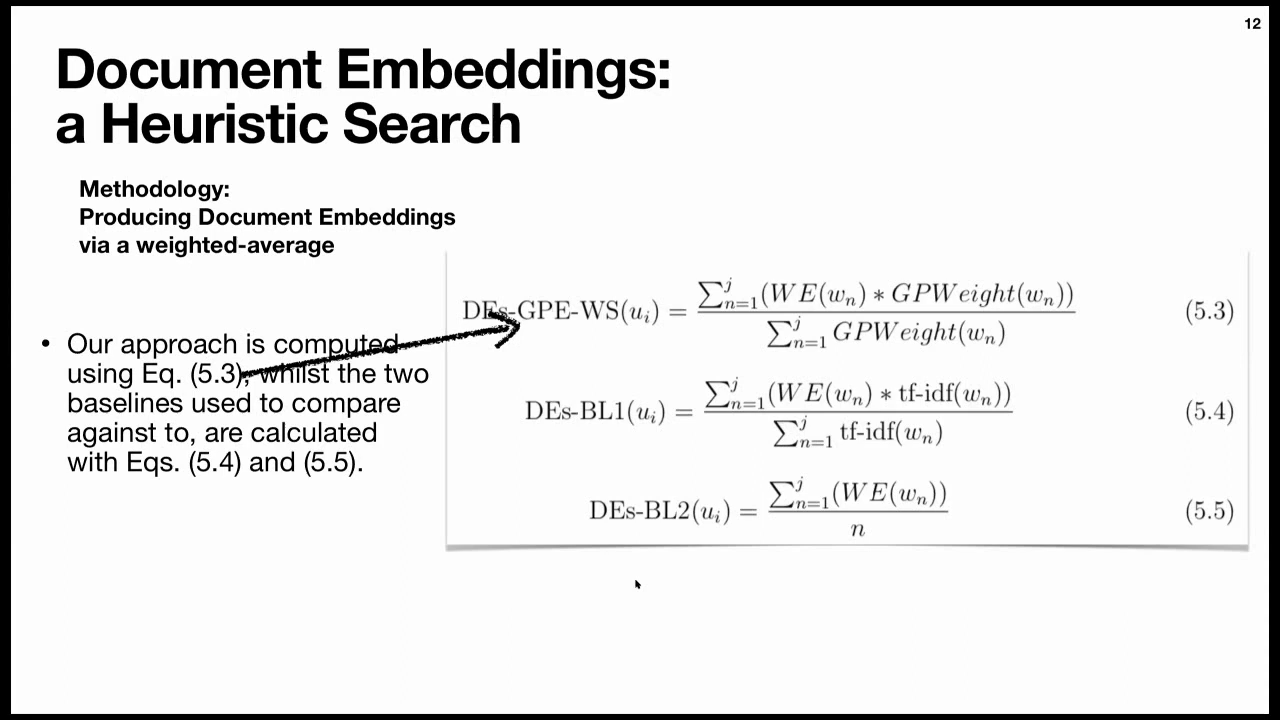 12
Document Embeddings:
a Heuristic Search
Methodology:
Producing Document Embeddings
via a weighted-average
• Our approach is computed
using Eq. (5.3), whilst the two
baselines used to compare
against to, are calculated
with Eqs. (5.4) and (5.5).
DEs-GPE-WS(u_i) = \frac{\sum_{n=1}^{j}(WE(w_n) * GPWeight(w_n))}{\sum_{n=1}^{j} GPWeight(w_n)} (5.3)
DEs-BL1(u_i) = \frac{\sum_{n=1}^{j}(WE(w_n) * tf-idf(w_n))}{\sum_{n=1}^{j} tf-idf(w_n)} (5.4)
DEs-BL2(u_i) = \frac{\sum_{n=1}^{j}(WE(w_n))}{n} (5.5)